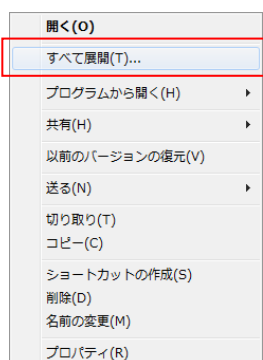 開く(O)
すべて展開(T)...
プログラムから開く(H)
共有(H)
以前のバージョンの復元(V)
送る(N)
切り取り(T)
コピー(C)
ショートカットの作成(S)
削除(D)
名前の変更(M)
プロパティ(R)